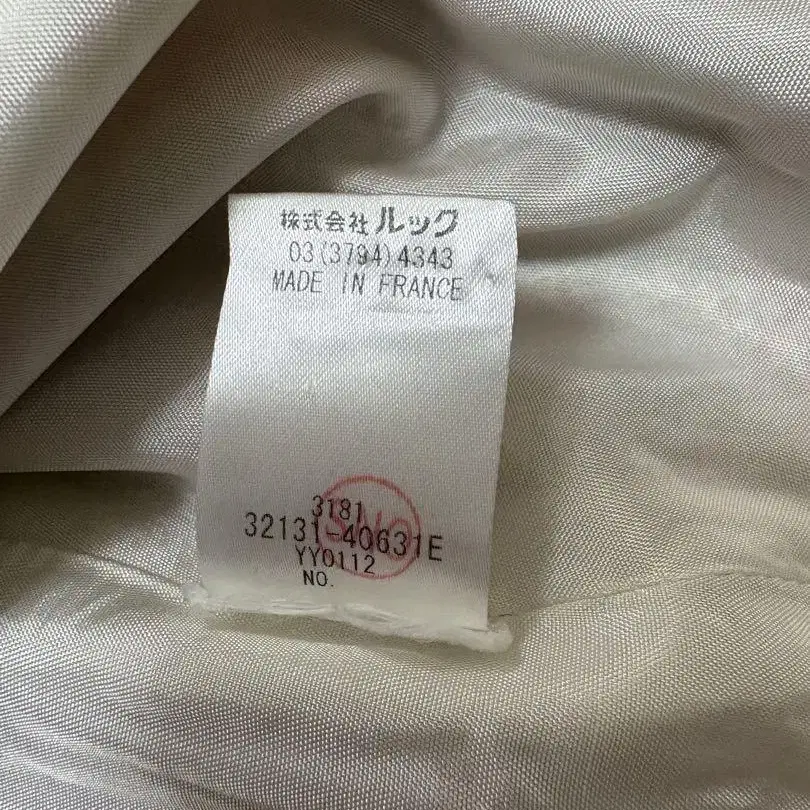 株式会社 ルック
03(3794)4343
MADE IN FRANCE
3181
32131-40631E
YY0112
NO.